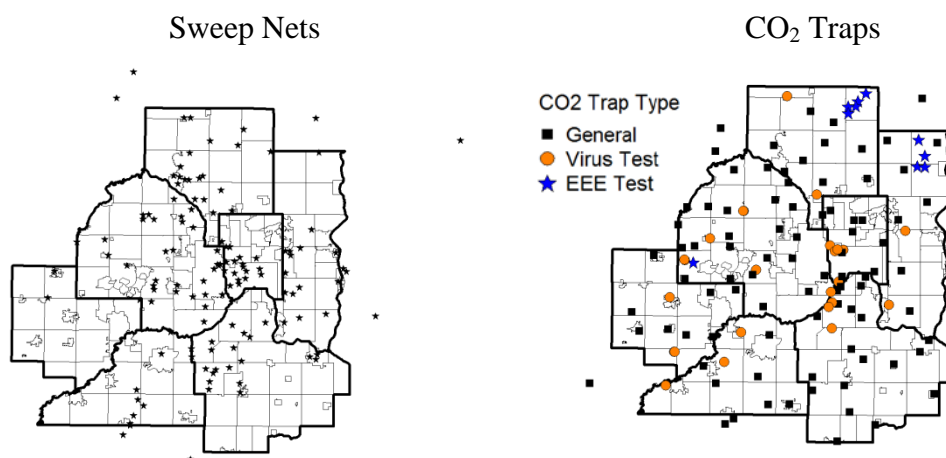 Sweep Nets
CO₂ Traps
CO2 Trap Type
General
Virus Test
EEE Test